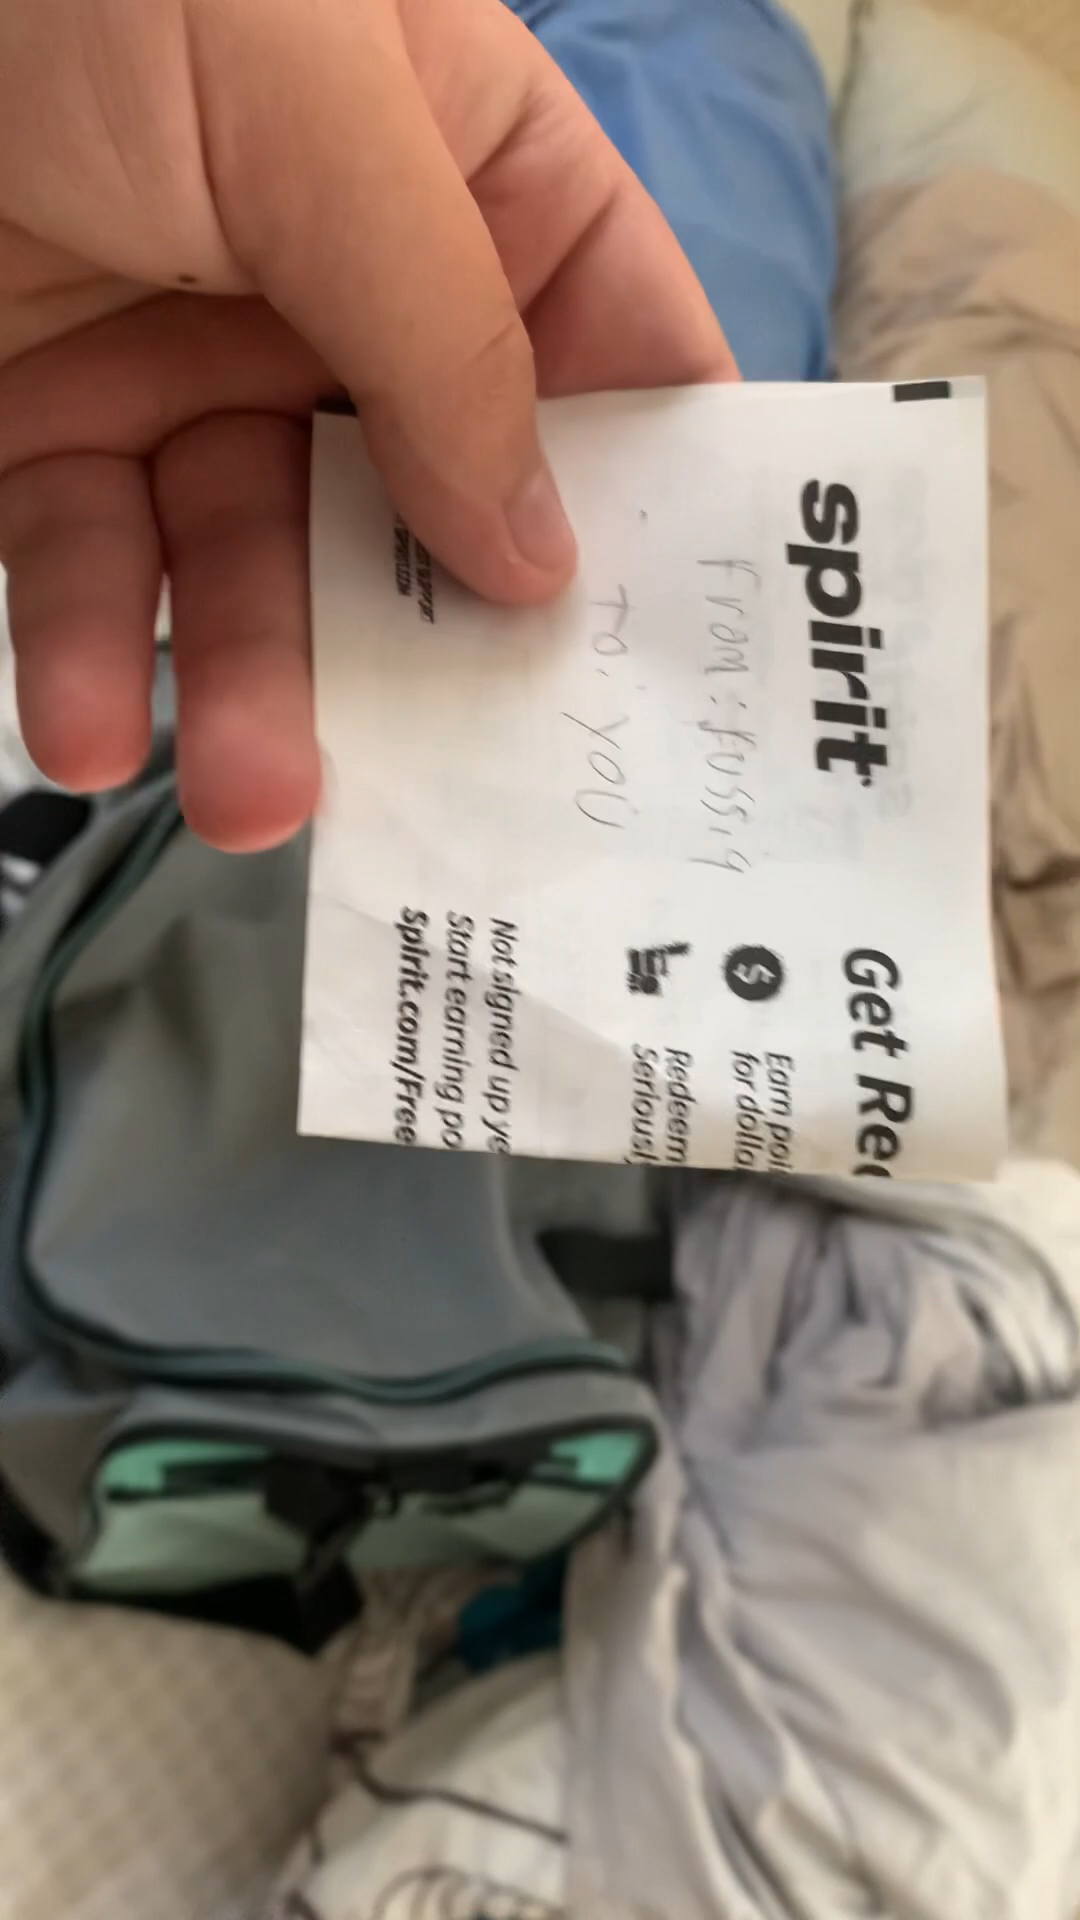 spirit
From: fussiq
To: YOU
Get Re
Earn poi
for dolla
Redeem
Seriously
Not signed up ye
Start earning po
Spirit.com/Free